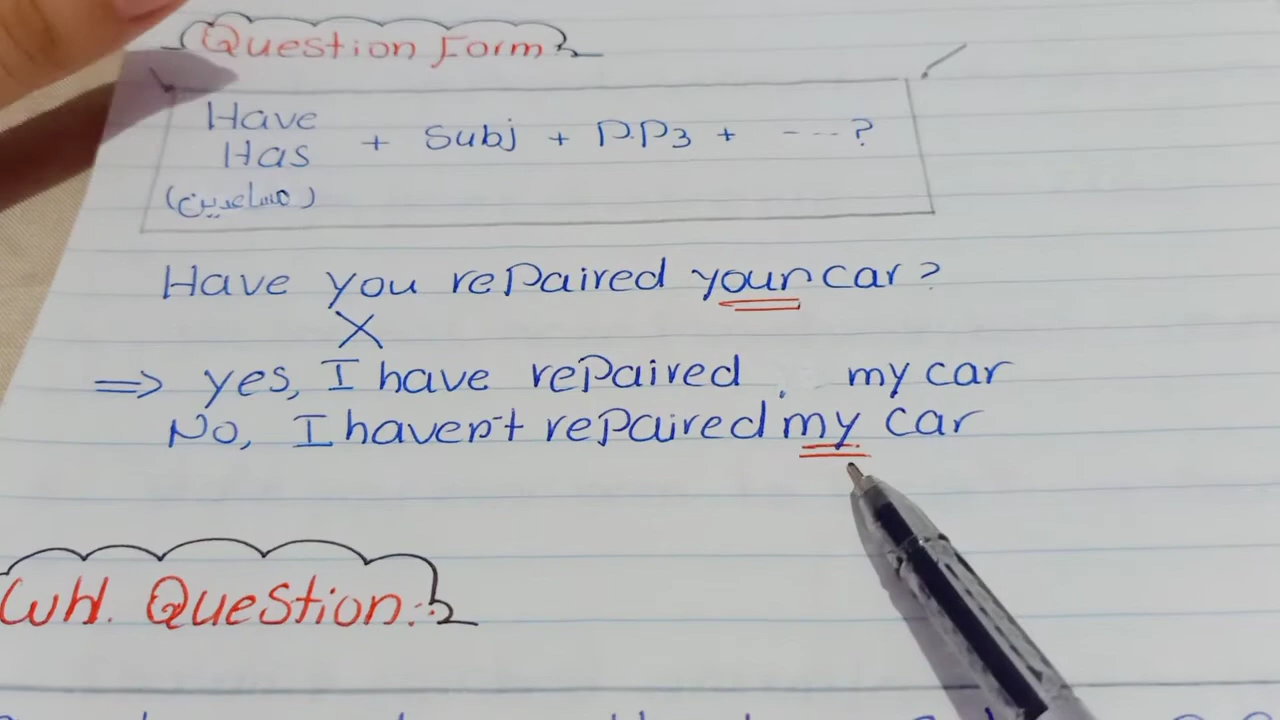 Question Form
Have
Has + Subj + P.P3 + ---?
(مساعدين)
Have you repaired your car?
X
⇒ yes, I have repaired. my car
No, I haven't repaired my car
WH. Question: